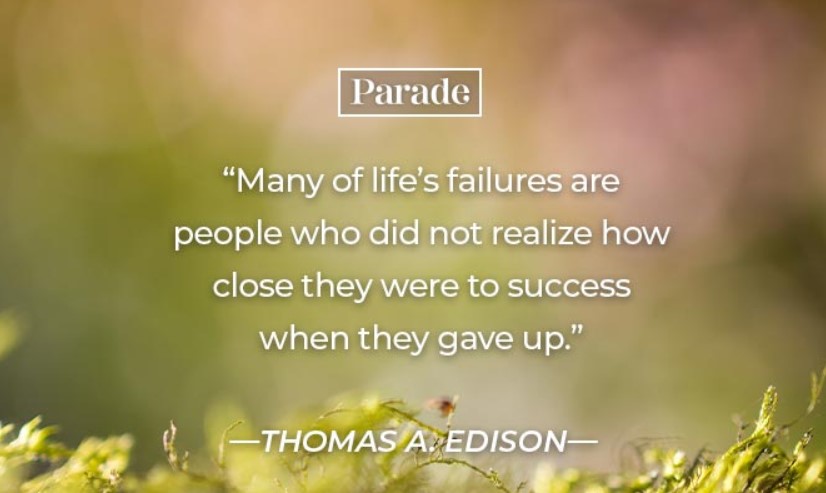 Parade
“Many of life’s failures are
people who did not realize how
close they were to success
when they gave up.”
—THOMAS A. EDISON—